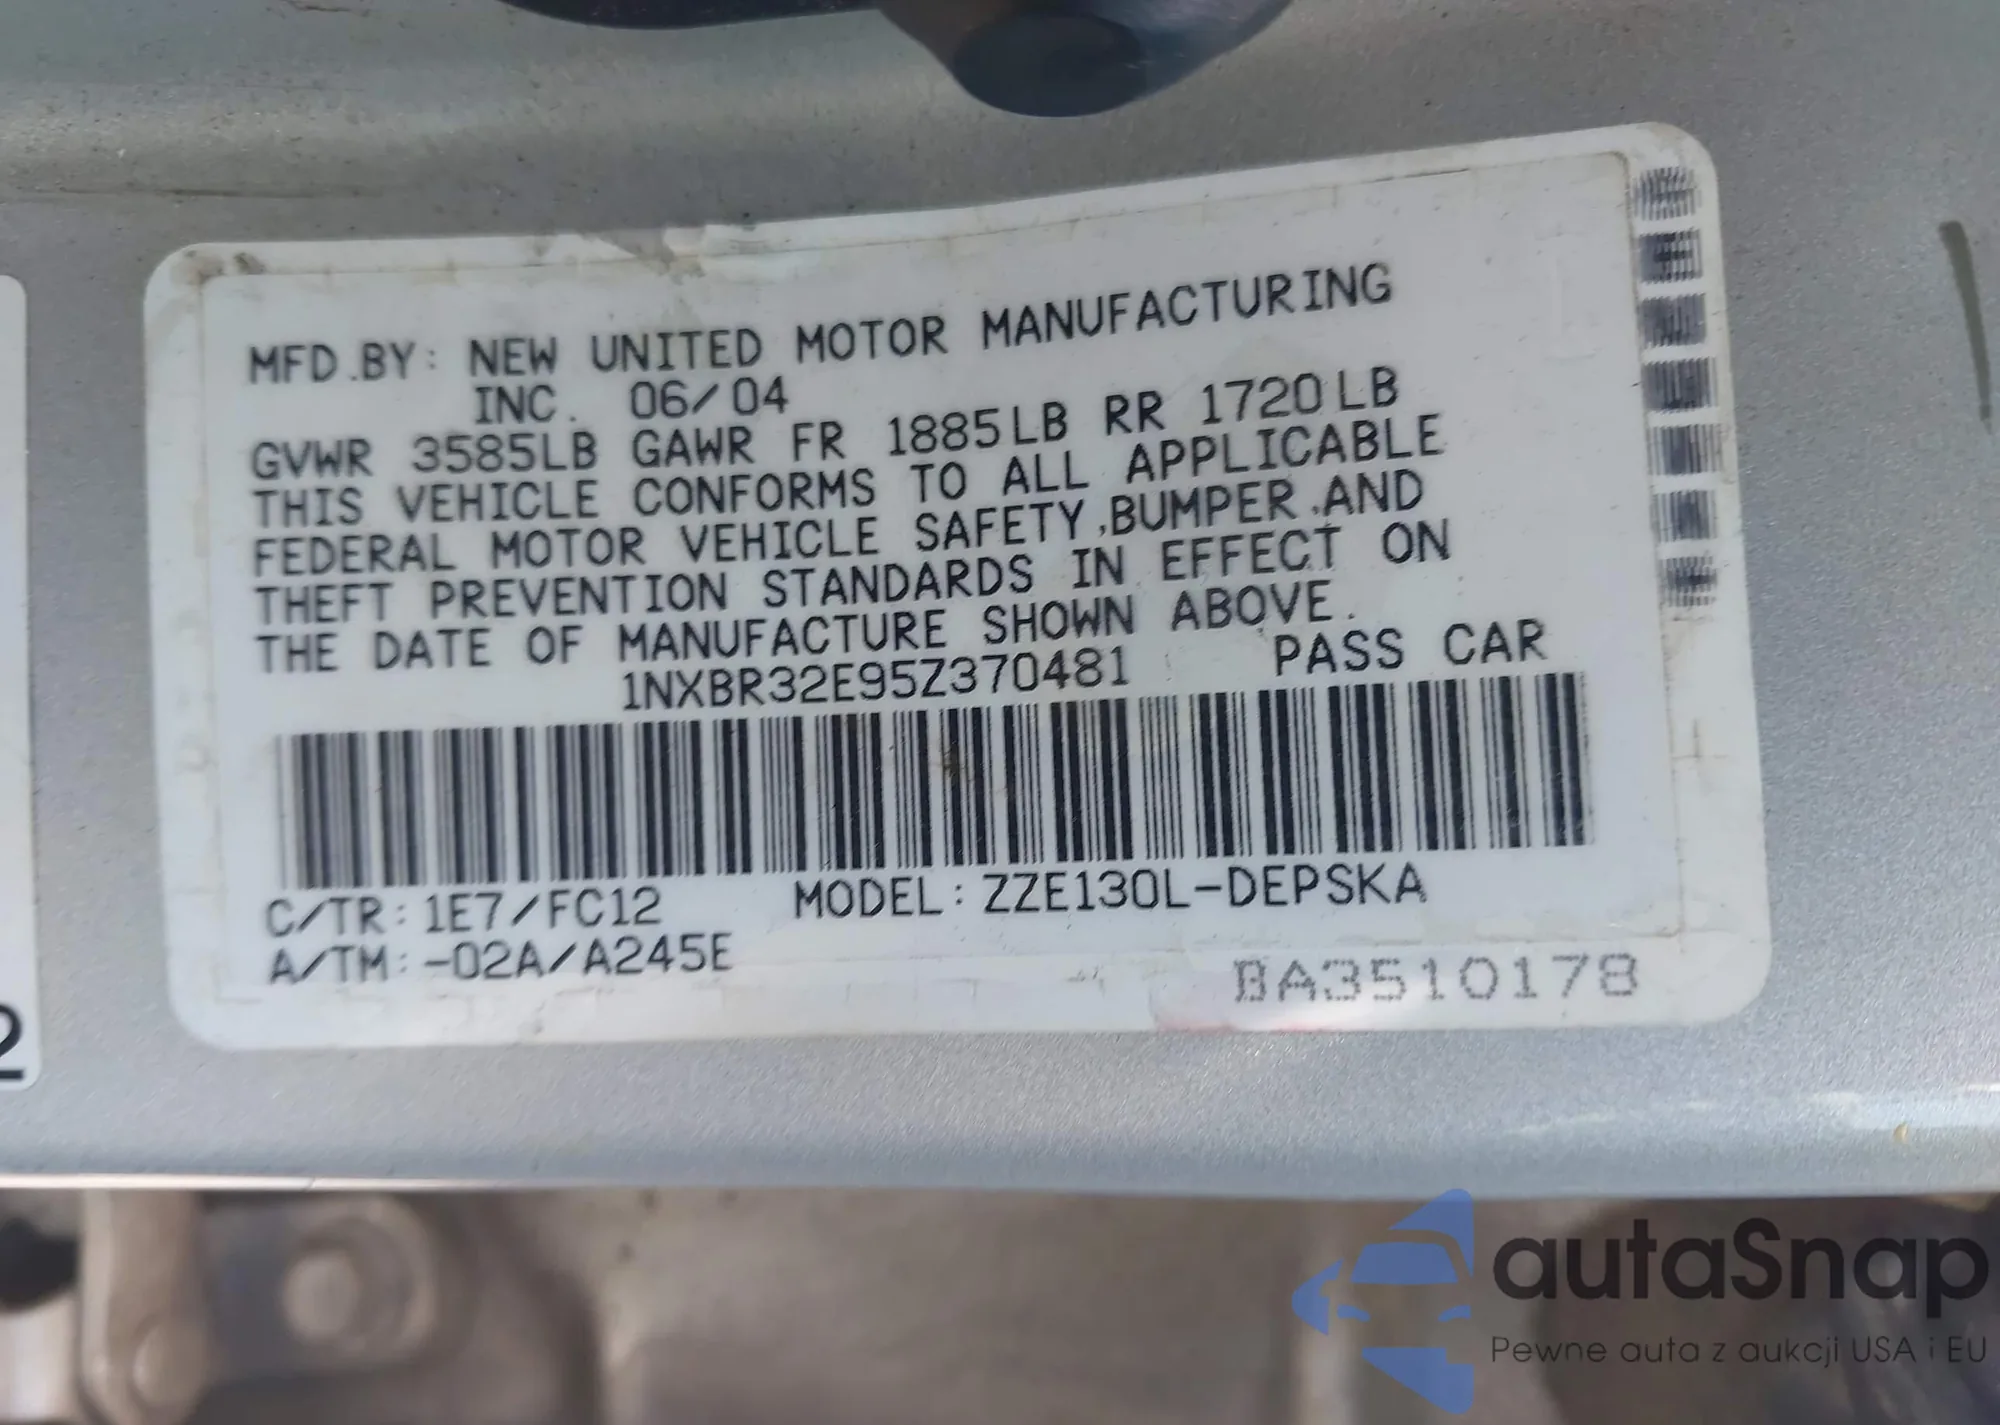 MFD.BY: NEW UNITED MOTOR MANUFACTURING
INC. 06/04
GVWR 3585LB GAWR FR 1885LB RR 1720LB
THIS VEHICLE CONFORMS TO ALL APPLICABLE
FEDERAL MOTOR VEHICLE SAFETY,BUMPER,AND
THEFT PREVENTION STANDARDS IN EFFECT ON
THE DATE OF MANUFACTURE SHOWN ABOVE.
1NXBR32E95Z370481 PASS CAR
C/TR: 1E7/FC12 MODEL: ZZE130L-DEPSKA
A/TM: -02A/A245E
BA3510178
2
autaSnap
Pewne auta z aukcji USA i EU